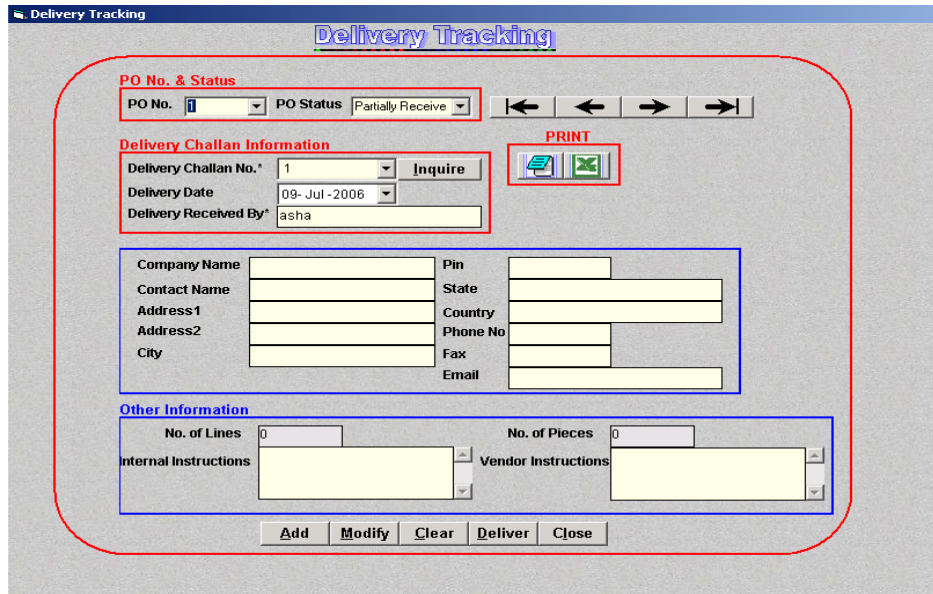 Delivery Tracking
Delivery Tracking
PO No. & Status
PO No. 1 PO Status Partially Receive
Delivery Challan Information
PRINT
Delivery Challan No.* 1 Inquire
Delivery Date 09- Jul -2006
Delivery Received By* asha
Company Name Pin
Contact Name State
Address1 Country
Address2 Phone No
City Fax
Email
Other Information
No. of Lines 0 No. of Pieces 0
Internal Instructions Vendor Instructions
Add Modify Clear Deliver Close